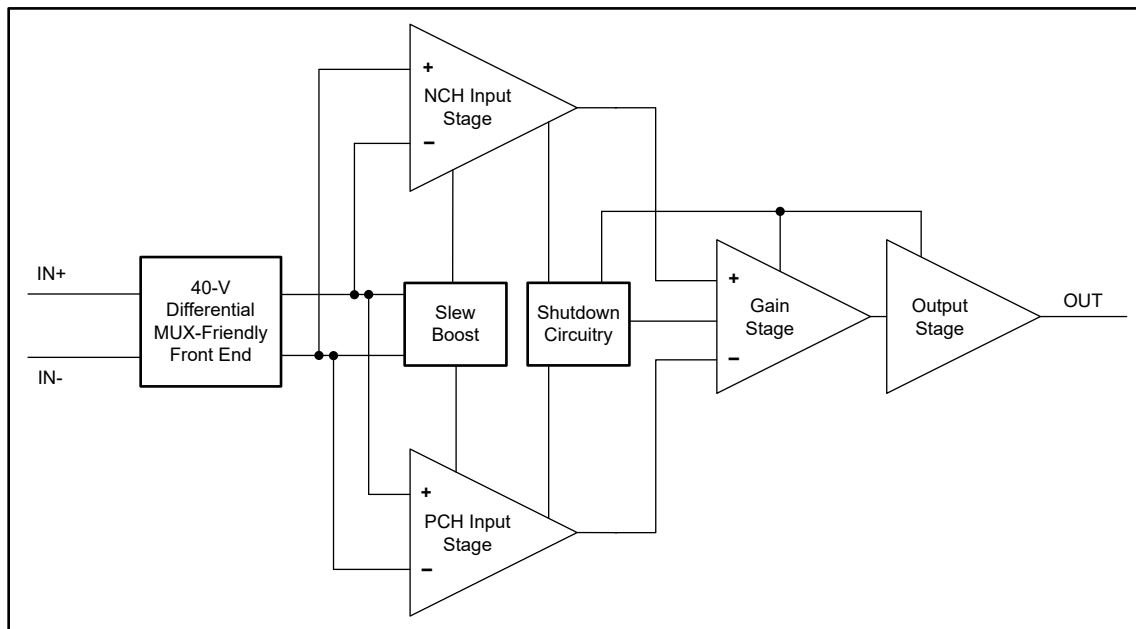 +
NCH Input
Stage
−
IN+
IN-
40-V
Differential
MUX-Friendly
Front End
Slew
Boost
Shutdown
Circuitry
+
Gain
Stage
−
Output
Stage
OUT
+
PCH Input
Stage
−